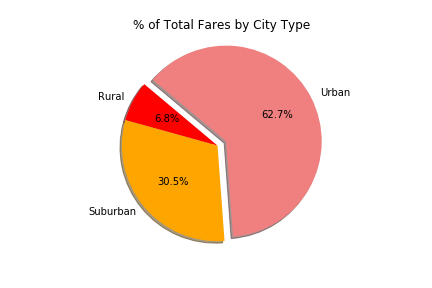 % of Total Fares by City Type
Urban
Rural
62.7%
6.8%
30.5%
Suburban